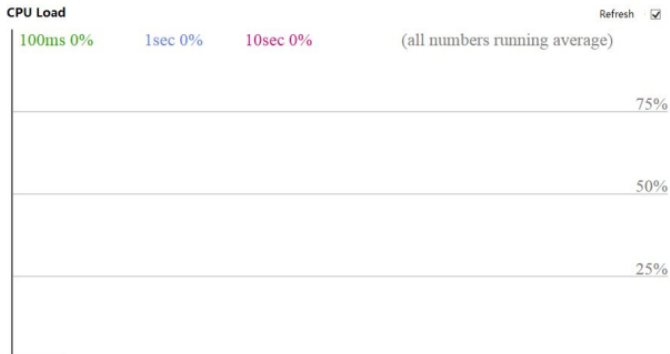 CPU Load Refresh
100ms 0% 1sec 0% 10sec 0% (all numbers running average)
75%
50%
25%